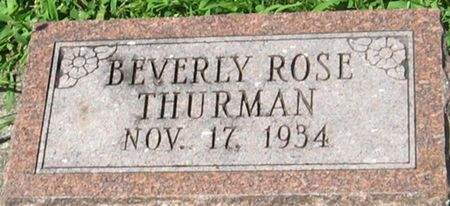 BEVERLY ROSE
THURMAN
NOV. 17, 1934